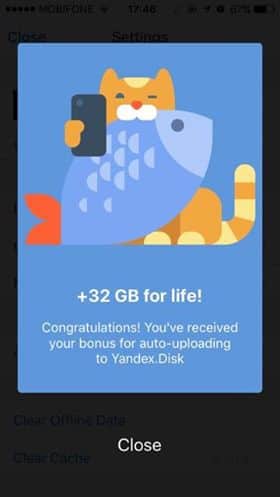 MOBIFONE 17:46 67%
Close Settings
+32 GB for life!
Congratulations! You've received
your bonus for auto-uploading
to Yandex.Disk
Clear Offline Data
Close
Clear Cache